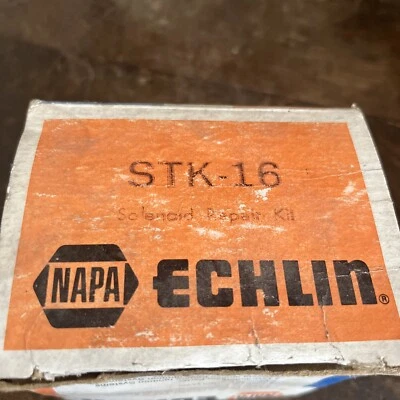 STK-16
Solenoid Repair Kit
NAPA ECHLIN®